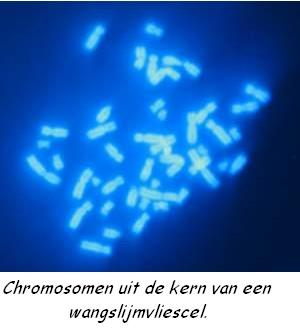 Chromosomen uit de kern van een
wangslijmvliescel.